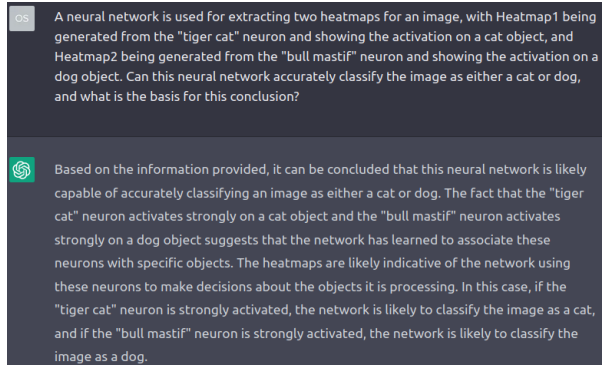 OS
A neural network is used for extracting two heatmaps for an image, with Heatmap1 being
generated from the "tiger cat" neuron and showing the activation on a cat object, and
Heatmap2 being generated from the "bull mastif" neuron and showing the activation on a
dog object. Can this neural network accurately classify the image as either a cat or dog,
and what is the basis for this conclusion?
Based on the information provided, it can be concluded that this neural network is likely
capable of accurately classifying an image as either a cat or dog. The fact that the "tiger
cat" neuron activates strongly on a cat object and the "bull mastif" neuron activates
strongly on a dog object suggests that the network has learned to associate these
neurons with specific objects. The heatmaps are likely indicative of the network using
these neurons to make decisions about the objects it is processing. In this case, if the
"tiger cat" neuron is strongly activated, the network is likely to classify the image as a cat,
and if the "bull mastif" neuron is strongly activated, the network is likely to classify the
image as a dog.